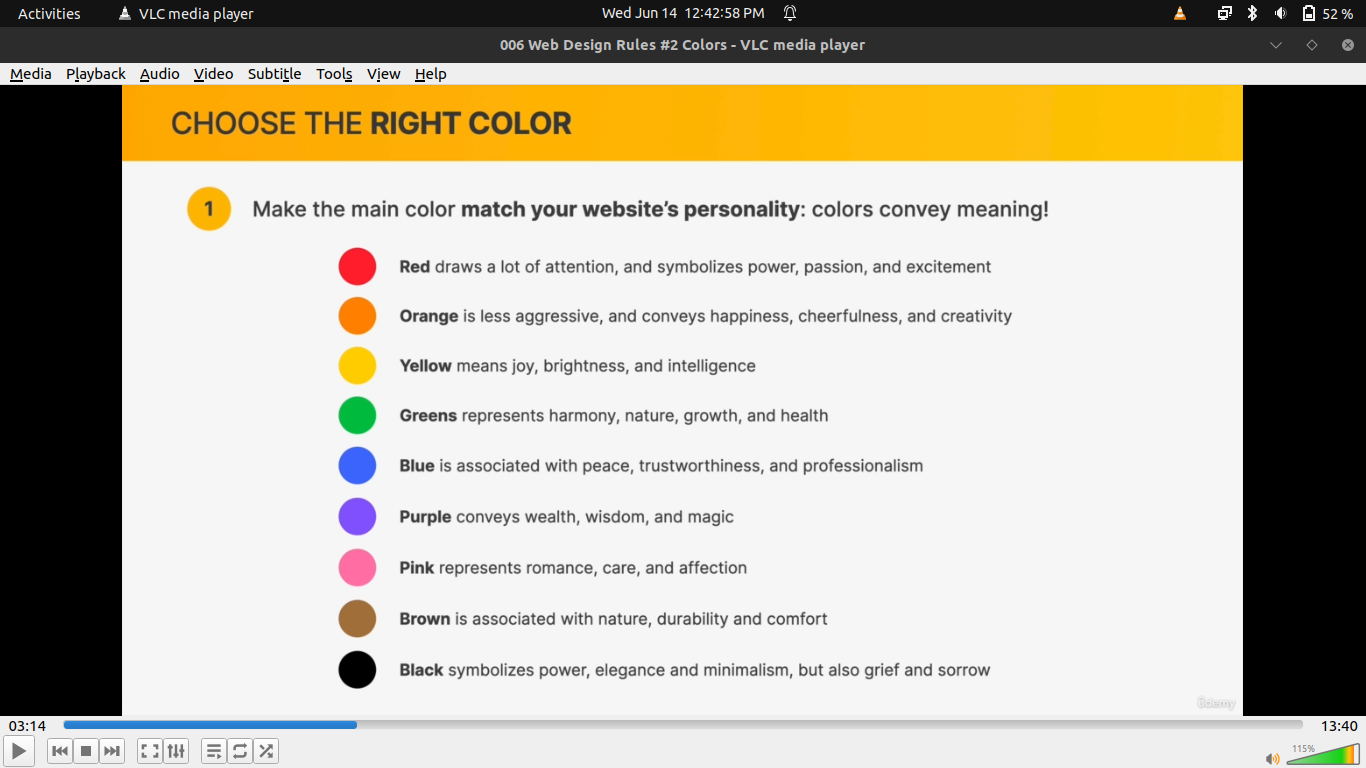 Activities VLC media player Wed Jun 14 12:42:58 PM 52 %
006 Web Design Rules #2 Colors - VLC media player
Media Playback Audio Video Subtitle Tools View Help
CHOOSE THE RIGHT COLOR
1 Make the main color match your website's personality: colors convey meaning!
Red draws a lot of attention, and symbolizes power, passion, and excitement
Orange is less aggressive, and conveys happiness, cheerfulness, and creativity
Yellow means joy, brightness, and intelligence
Greens represents harmony, nature, growth, and health
Blue is associated with peace, trustworthiness, and professionalism
Purple conveys wealth, wisdom, and magic
Pink represents romance, care, and affection
Brown is associated with nature, durability and comfort
Black symbolizes power, elegance and minimalism, but also grief and sorrow
ûdemy
03:14 13:40
115%